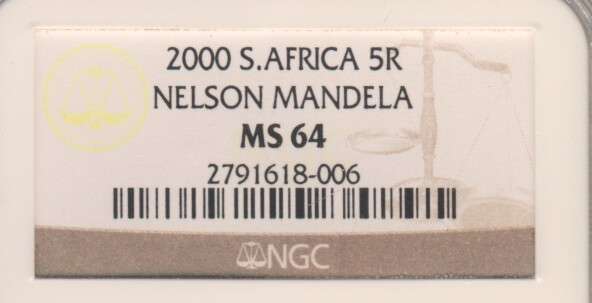 2000 S.AFRICA 5R
NELSON MANDELA
MS 64
2791618-006
NGC